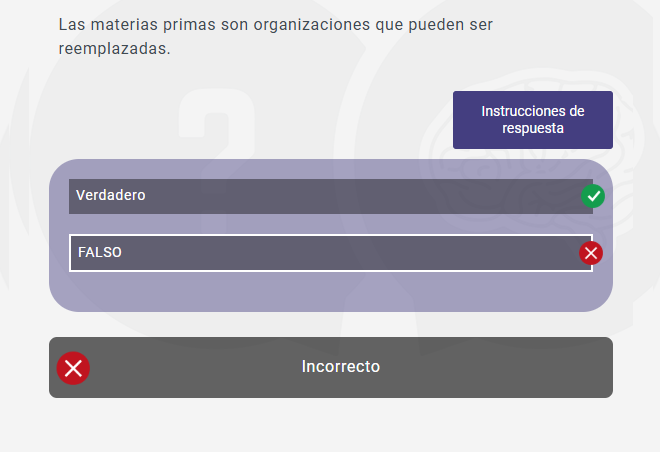 Las materias primas son organizaciones que pueden ser
reemplazadas.
Instrucciones de
respuesta
Verdadero
FALSO
Incorrecto